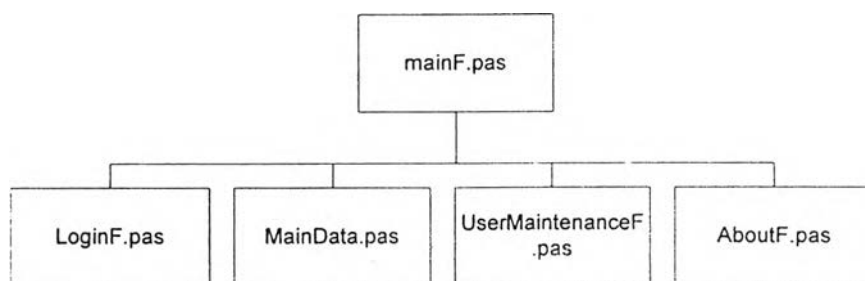 mainF.pas
LoginF.pas
MainData.pas
UserMaintenanceF
.pas
AboutF.pas